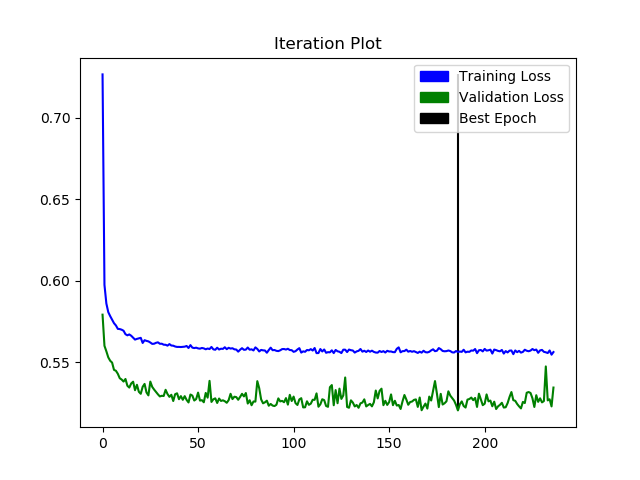 Iteration Plot
Training Loss
Validation Loss
Best Epoch
0.70
0.65
0.60
0.55
0 50 100 150 200